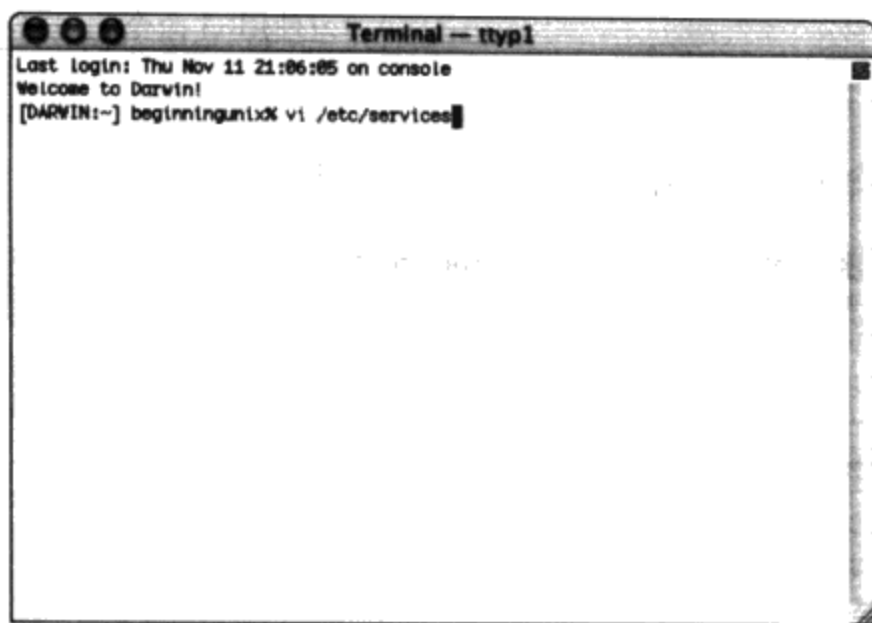 Terminal — ttyp1
Last login: Thu Nov 11 21:06:05 on console
Welcome to Darwin!
[DARWIN:~] beginningunix% vi /etc/services